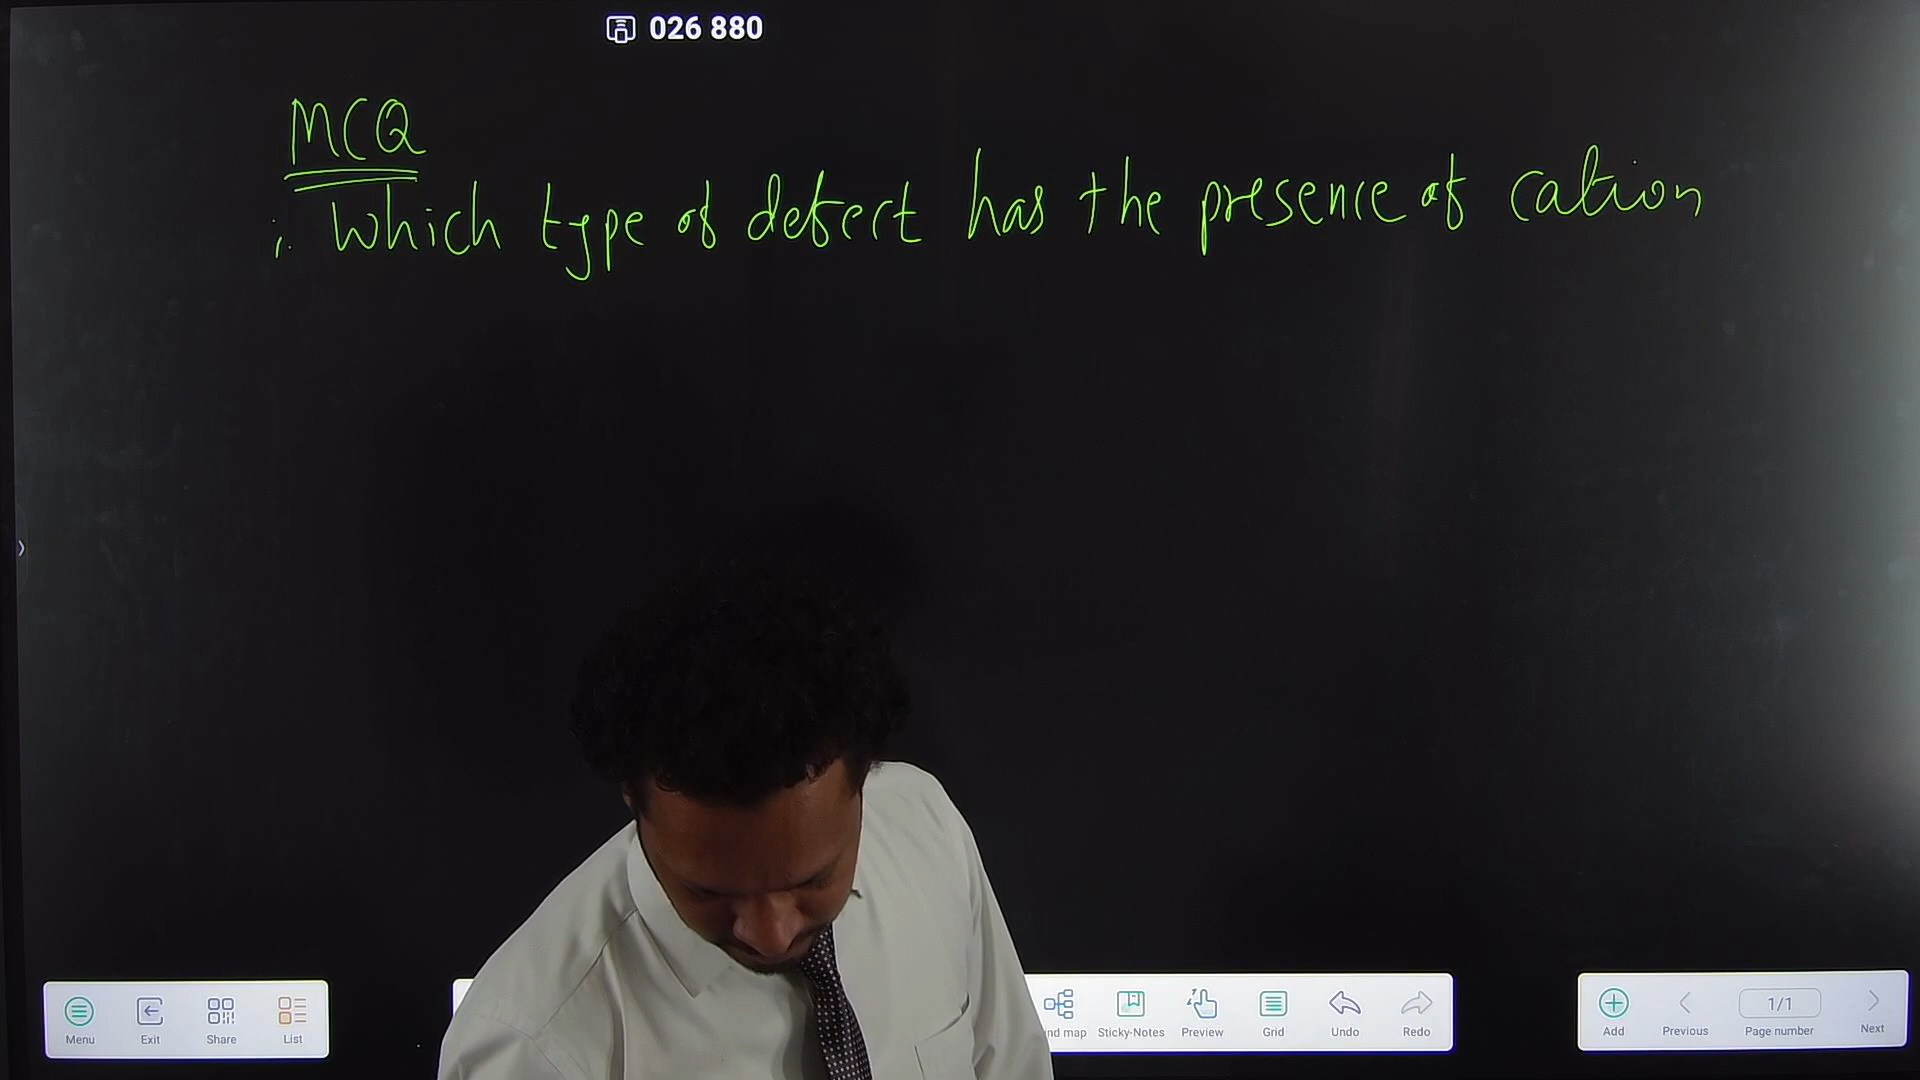 026 880
MCQ
i. Which type of defect has the presence of cation
Menu Exit Share List nd map Sticky-Notes Preview Grid Undo Redo Add Previous 1/1 Page number Next